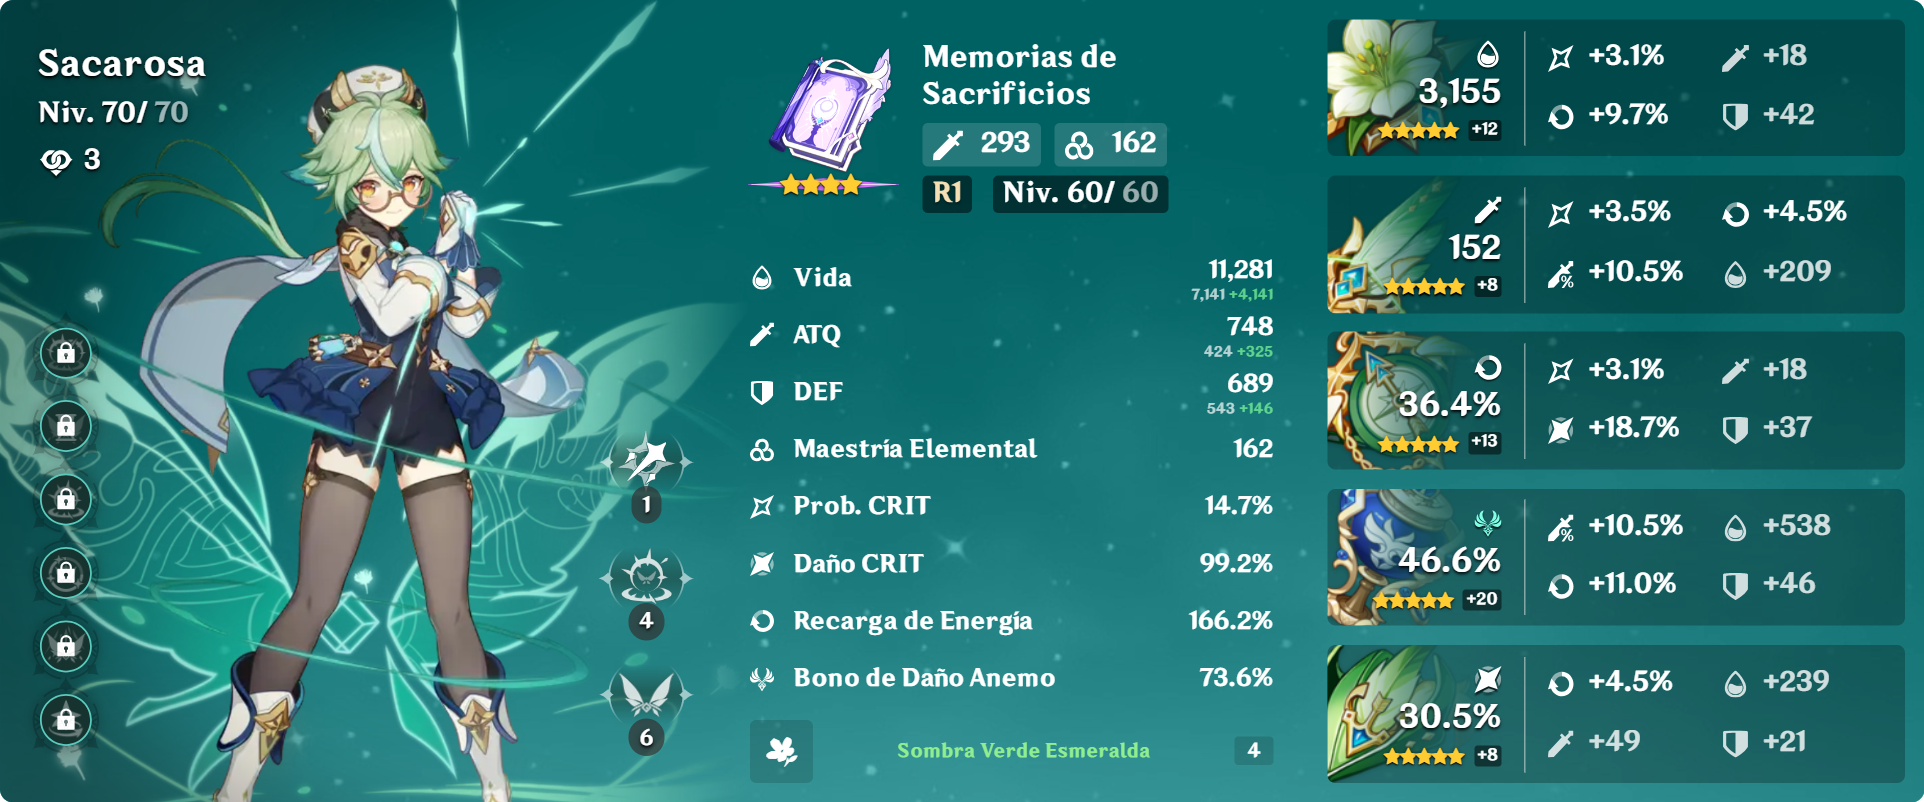 Sacarosa
Niv. 70/ 70
3
1
4
6
Memorias de
Sacrificios
293 162
R1 Niv. 60/ 60
Vida 11,281
7,141 +4,141
ATQ 748
424 +325
DEF 689
543 +146
Maestría Elemental 162
Prob. CRIT 14.7%
Daño CRIT 99.2%
Recarga de Energía 166.2%
Bono de Daño Anemo 73.6%
Sombra Verde Esmeralda 4
3,155
+12
+3.1% +18
+9.7% +42
152
+8
+3.5% +4.5%
+10.5% +209
36.4%
+13
+3.1% +18
+18.7% +37
46.6%
+20
+10.5% +538
+11.0% +46
30.5%
+8
+4.5% +239
+49 +21